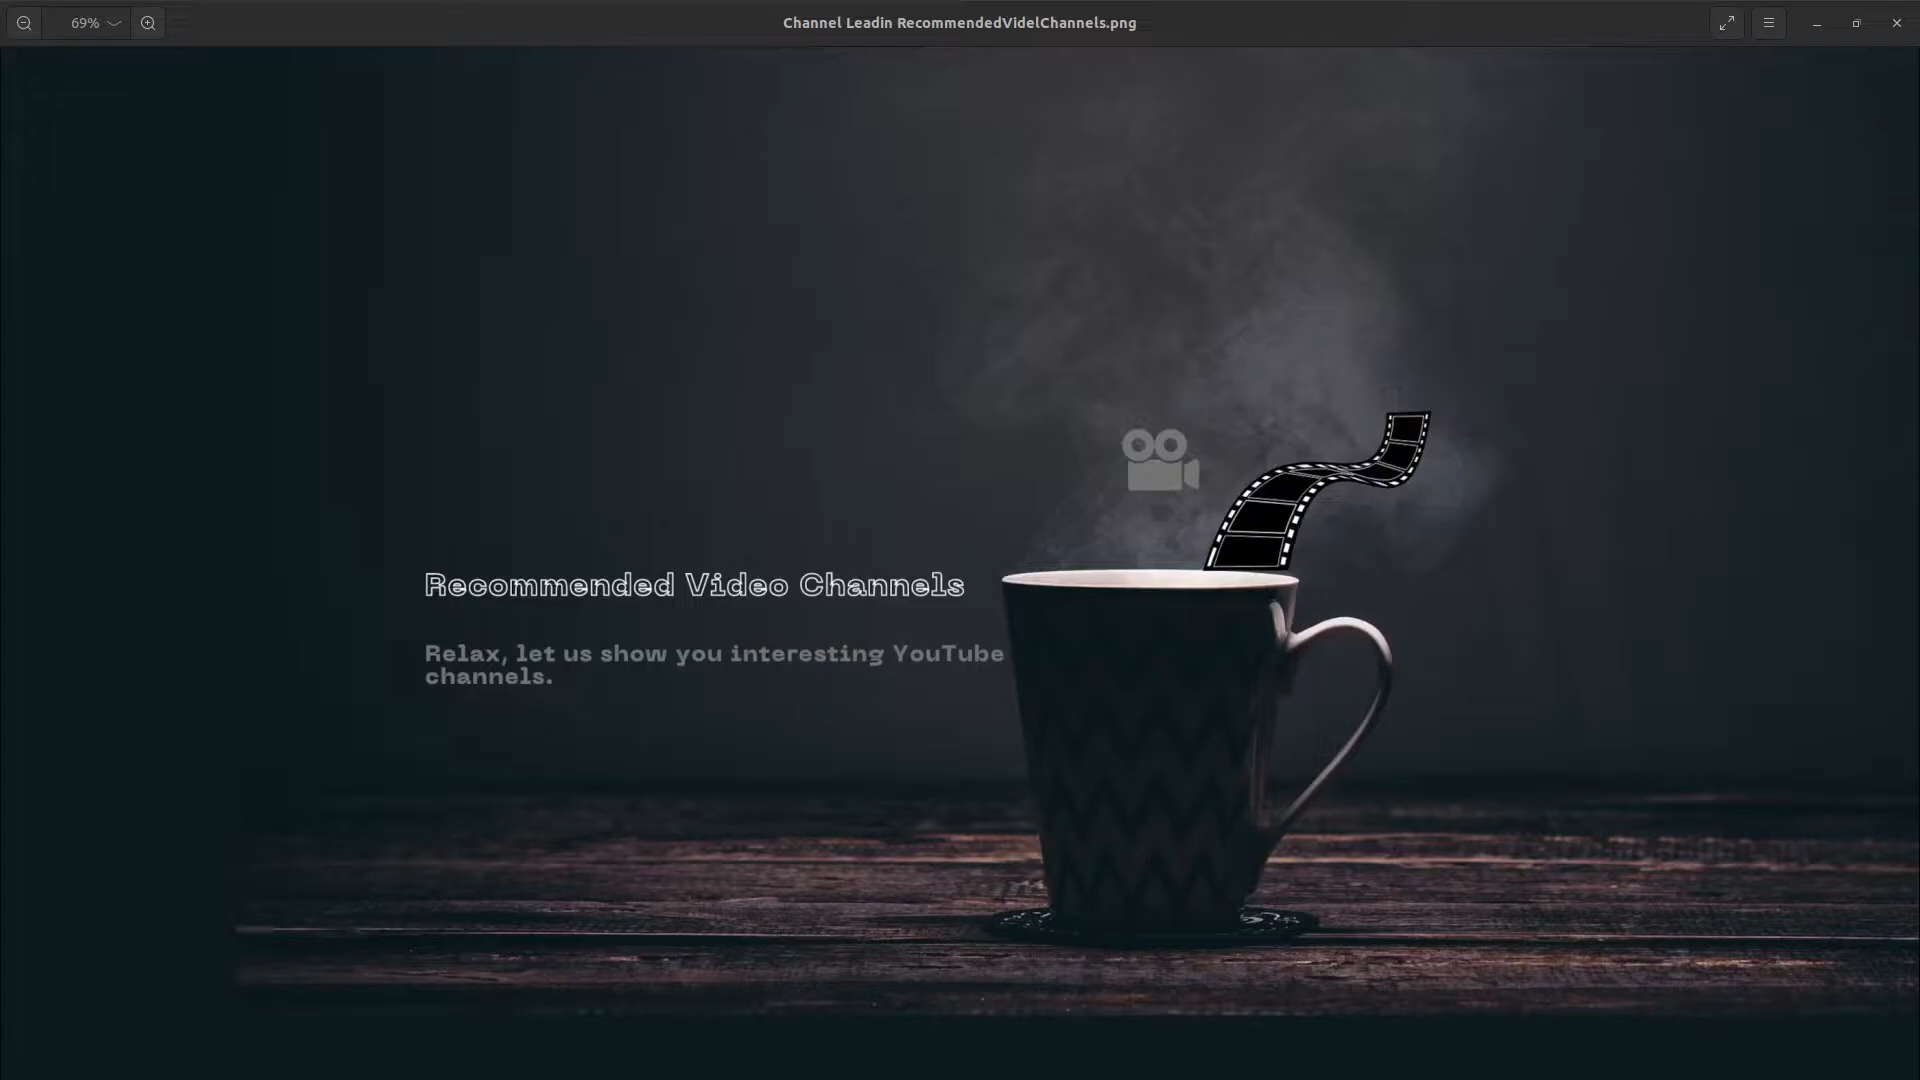 69%
Channel Leadin RecommendedVidelChannels.png
Recommended Video Channels
Relax, let us show you interesting YouTube
channels.